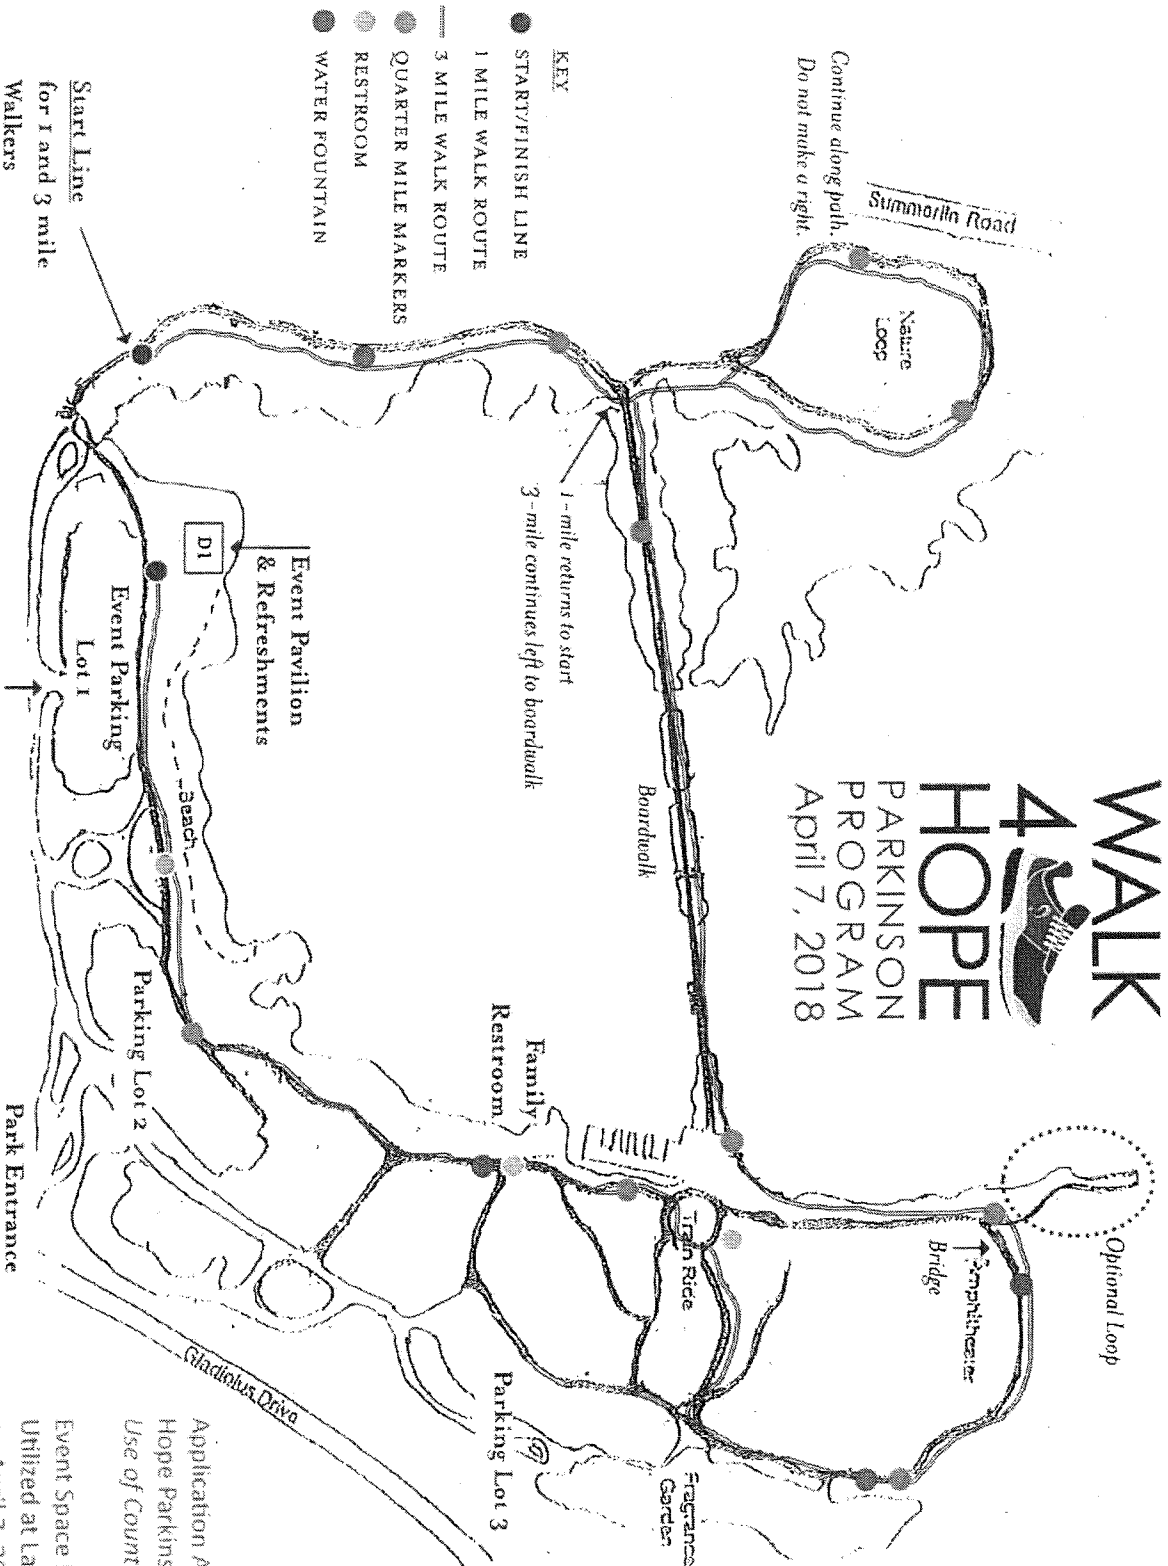 WALK
4
HOPE
PARKINSON
PROGRAM
April 7, 2018
Optional Loop
Amphitheater
Bridge
Summerlin Road
Continue along path.
Do not make a right.
Nature
Loop
Boardwalk
1-mile returns to start
3-mile continues left to boardwalk
KEY
START/FINISH LINE
1 MILE WALK ROUTE
3 MILE WALK ROUTE
QUARTER MILE MARKERS
RESTROOM
WATER FOUNTAIN
Train Ride
Fragrance
Garden
Family
Restroom
Parking Lot 3
Event Pavilion
& Refreshments
D1
Beach
Event Parking
Lot 1
Parking Lot 2
Start Line
for 1 and 3 mile
Walkers
Park Entrance
Gladiolus Drive
Application A
Hope Parkins
Use of Count
Event Space
Utilized at La
April 7, 20